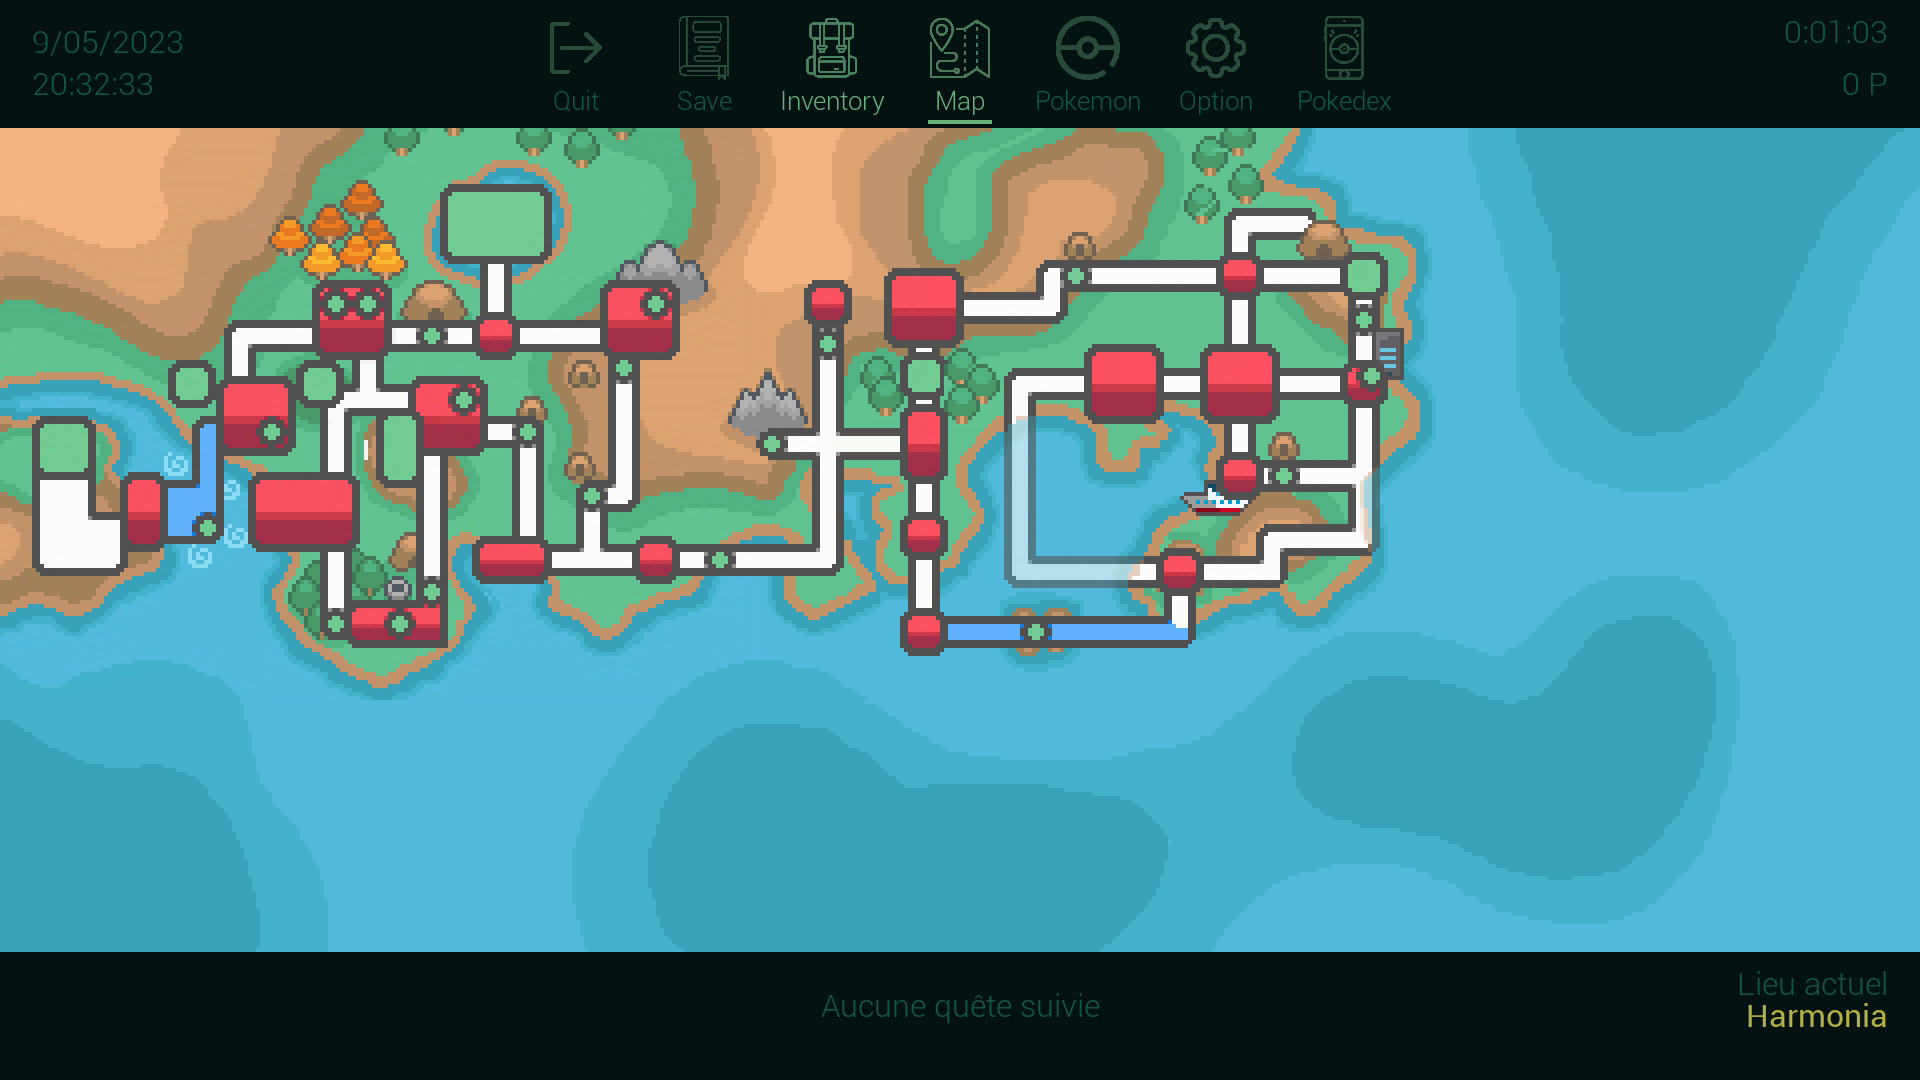 9/05/2023
20:32:33
Quit
Save
Inventory
Map
Pokemon
Option
Pokedex
0:01:03
0 P
Aucune quête suivie
Lieu actuel
Harmonia